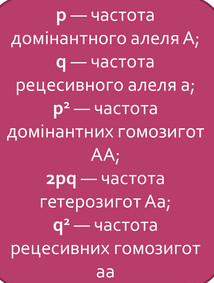 p — частота
домінантного алеля А;
q — частота
рецесивного алеля а;
p² — частота
домінантних гомозигот
АА;
2pq — частота
гетерозигот Аа;
q² — частота
рецесивних гомозигот
аа